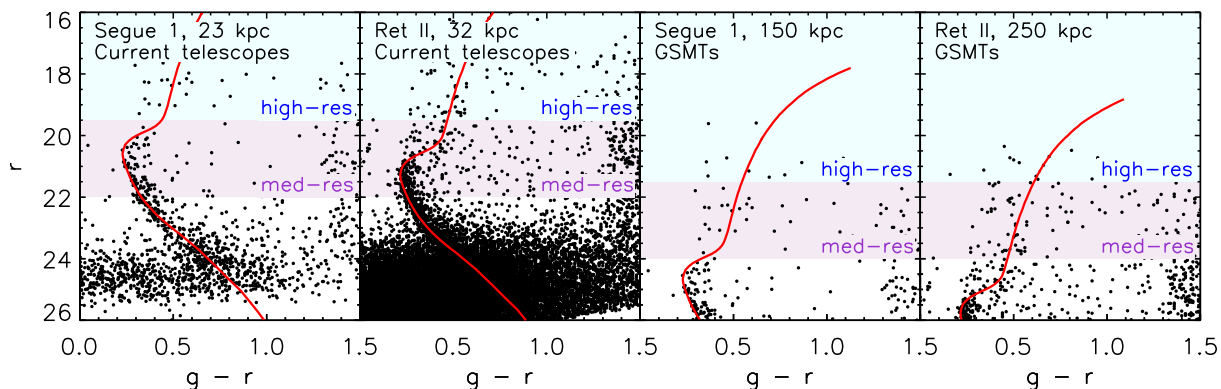 Segue 1, 23 kpc
Current telescopes
high-res
med-res
Ret II, 32 kpc
Current telescopes
high-res
med-res
Segue 1, 150 kpc
GSMTs
high-res
med-res
Ret II, 250 kpc
GSMTs
high-res
med-res
16
18
20
22
24
26
r
0.0 0.5 1.0 1.5 0.5 1.0 1.5 0.5 1.0 1.5 0.5 1.0 1.5
g - r g - r g - r g - r